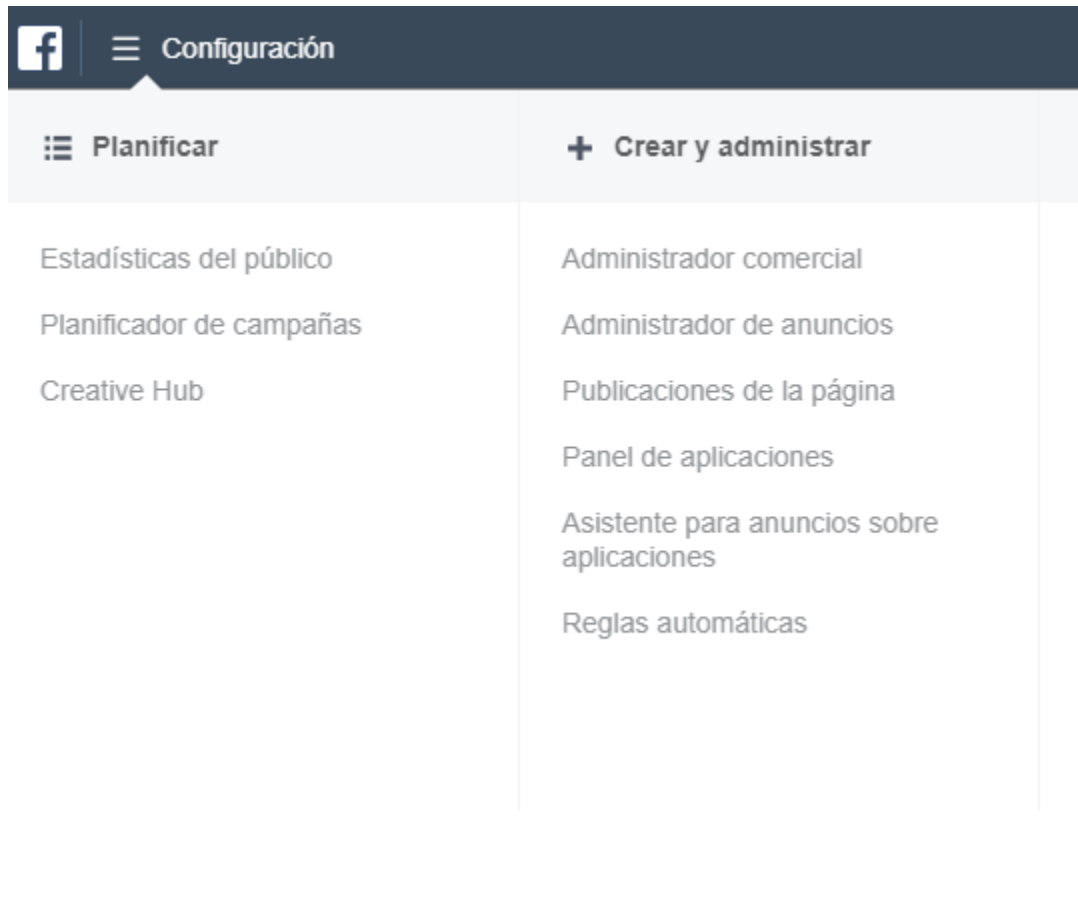 f
Configuración
Planificar
Estadísticas del público
Planificador de campañas
Creative Hub
Crear y administrar
Administrador comercial
Administrador de anuncios
Publicaciones de la página
Panel de aplicaciones
Asistente para anuncios sobre
aplicaciones
Reglas automáticas